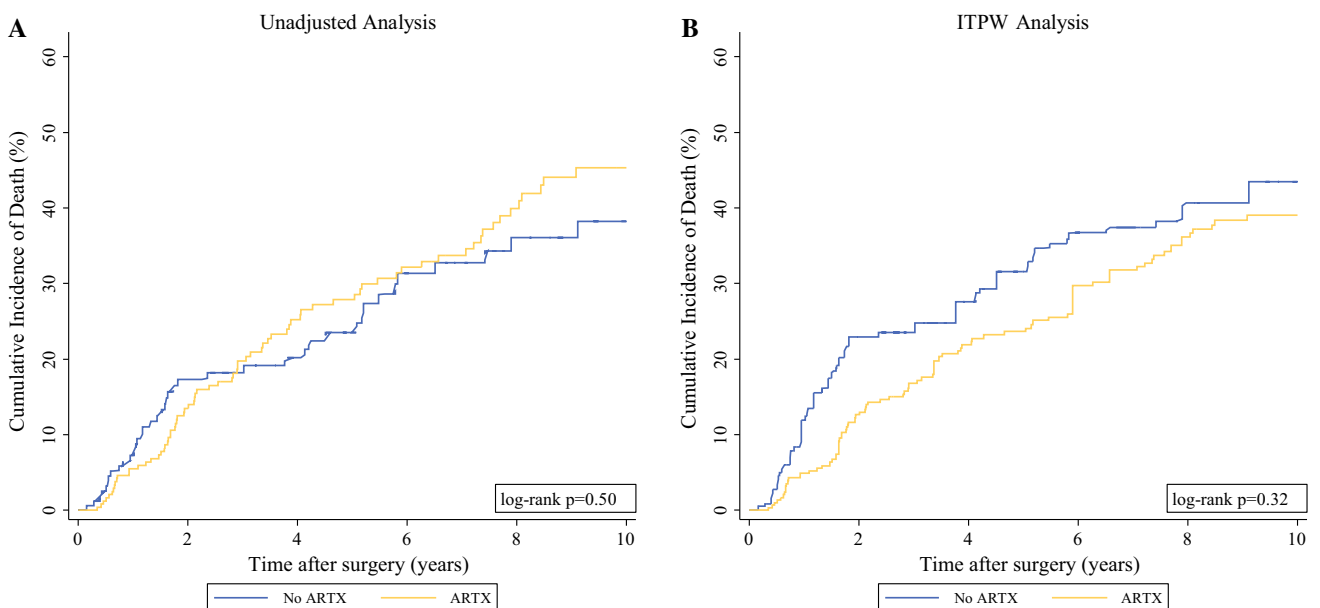 A
Unadjusted Analysis
Cumulative Incidence of Death (%)
60
50
40
30
20
10
0
log-rank p=0.50
0 2 4 6 8 10
Time after surgery (years)
No ARTX ARTX
B
ITPW Analysis
Cumulative Incidence of Death (%)
60
50
40
30
20
10
0
log-rank p=0.32
0 2 4 6 8 10
Time after surgery (years)
No ARTX ARTX